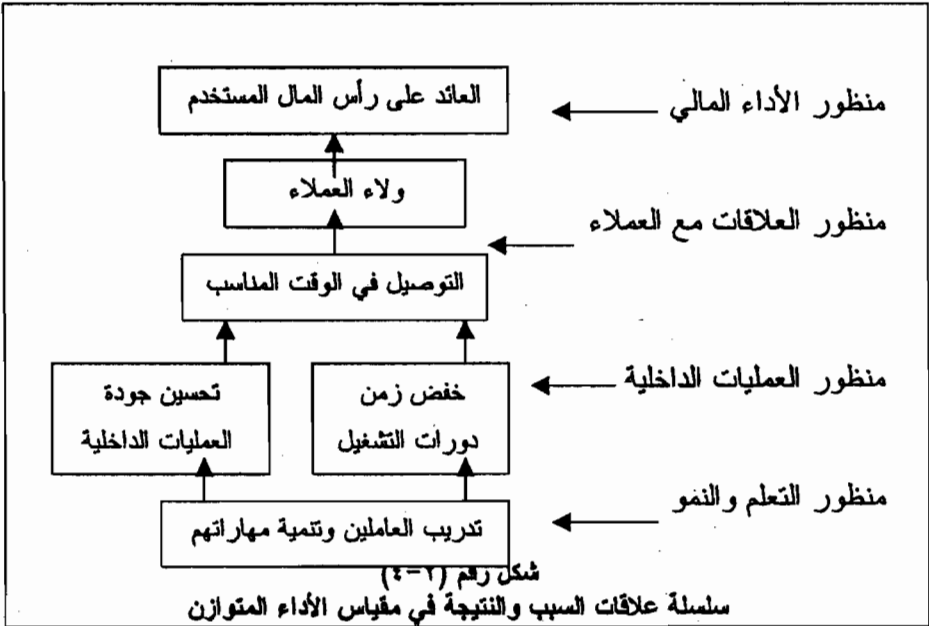 العائد على رأس المال المستخدم
منظور الأداء المالي
ولاء العملاء
منظور العلاقات مع العملاء
التوصيل في الوقت المناسب
خفض زمن
دورات التشغيل
تحسين جودة
العمليات الداخلية
منظور العمليات الداخلية
تدريب العاملين وتنمية مهاراتهم
منظور التعلم والنمو
شكل رقم (٢-٤)
سلسلة علاقات السبب والنتيجة في مقياس الأداء المتوازن